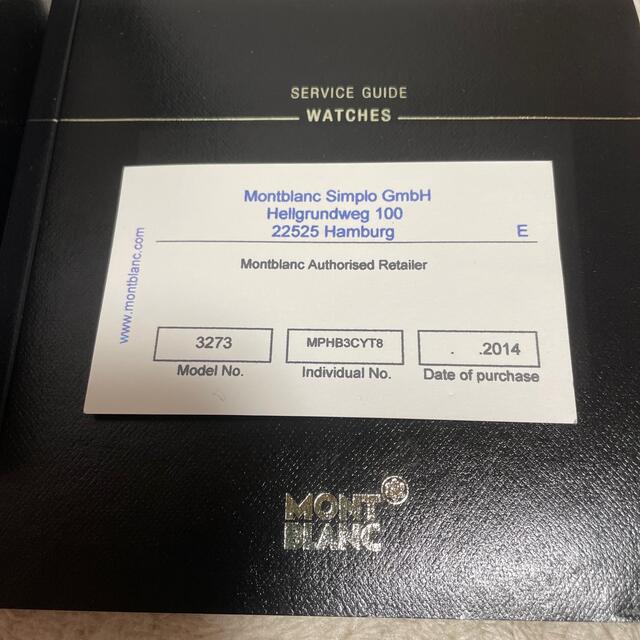 SERVICE GUIDE
WATCHES
Montblanc Simplo GmbH
Hellgrundweg 100
22525 Hamburg
E
www.montblanc.com
Montblanc Authorised Retailer
3273
MPHB3CYT8
. .2014
Model No.
Individual No.
Date of purchase
MONT
BLANC